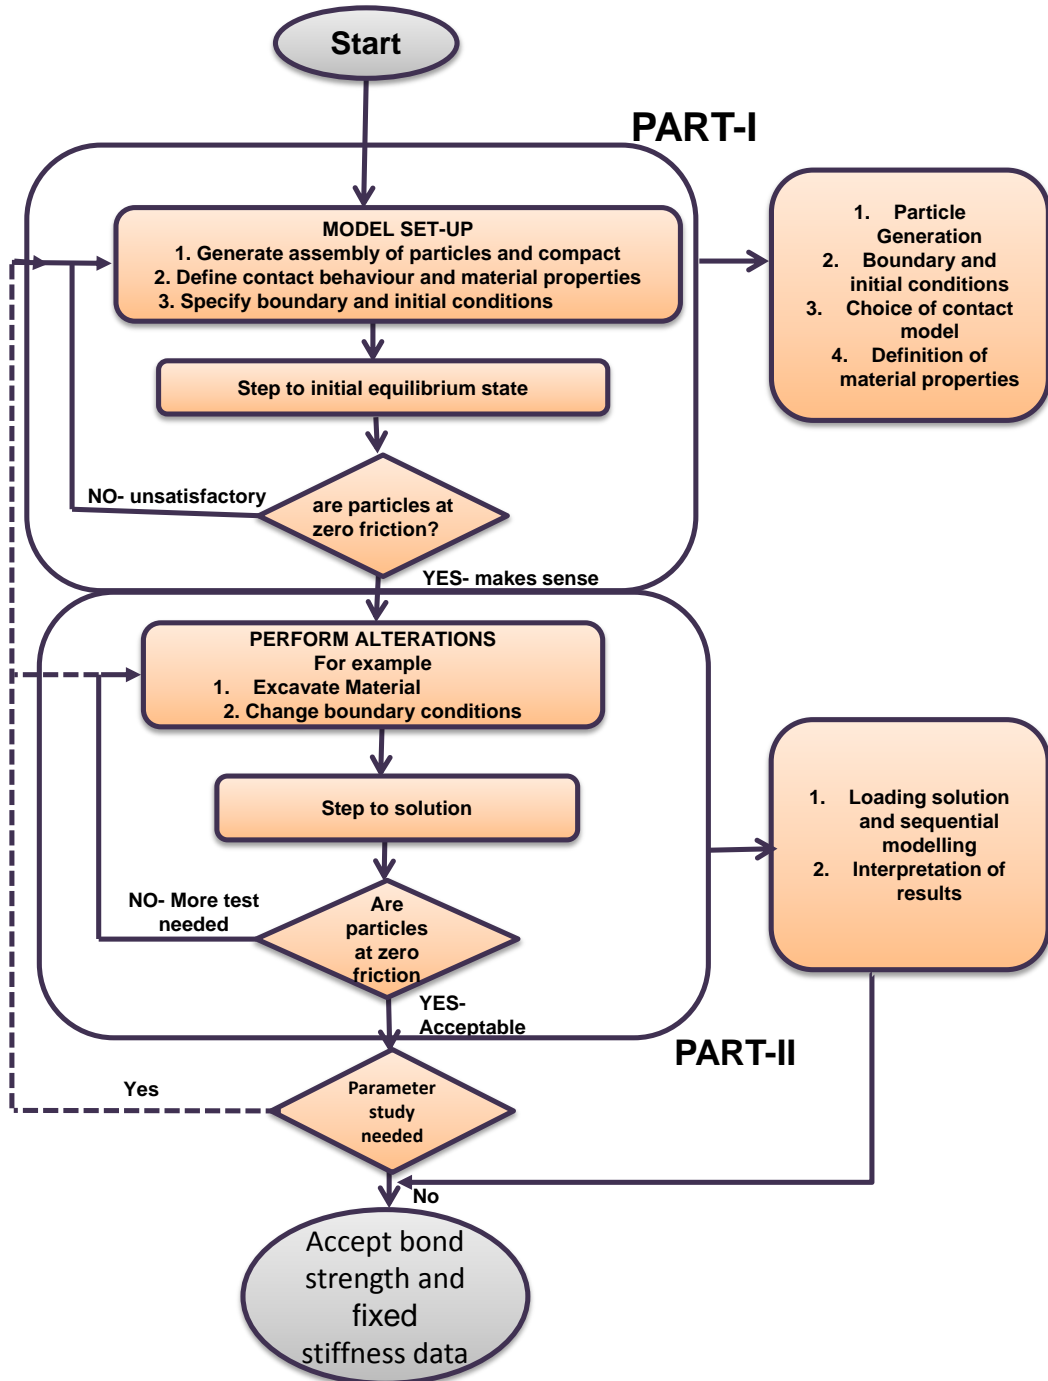 Start
PART-I
MODEL SET-UP
1. Generate assembly of particles and compact
2. Define contact behaviour and material properties
3. Specify boundary and initial conditions
1. Particle
Generation
2. Boundary and
initial conditions
3. Choice of contact
model
4. Definition of
material properties
Step to initial equilibrium state
NO- unsatisfactory
are particles at
zero friction?
YES- makes sense
PERFORM ALTERATIONS
For example
1. Excavate Material
2. Change boundary conditions
Step to solution
1. Loading solution
and sequential
modelling
2. Interpretation of
results
NO- More test
needed
Are
particles
at zero
friction
YES-
Acceptable
PART-II
Yes
Parameter
study
needed
No
Accept bond
strength and
fixed
stiffness data